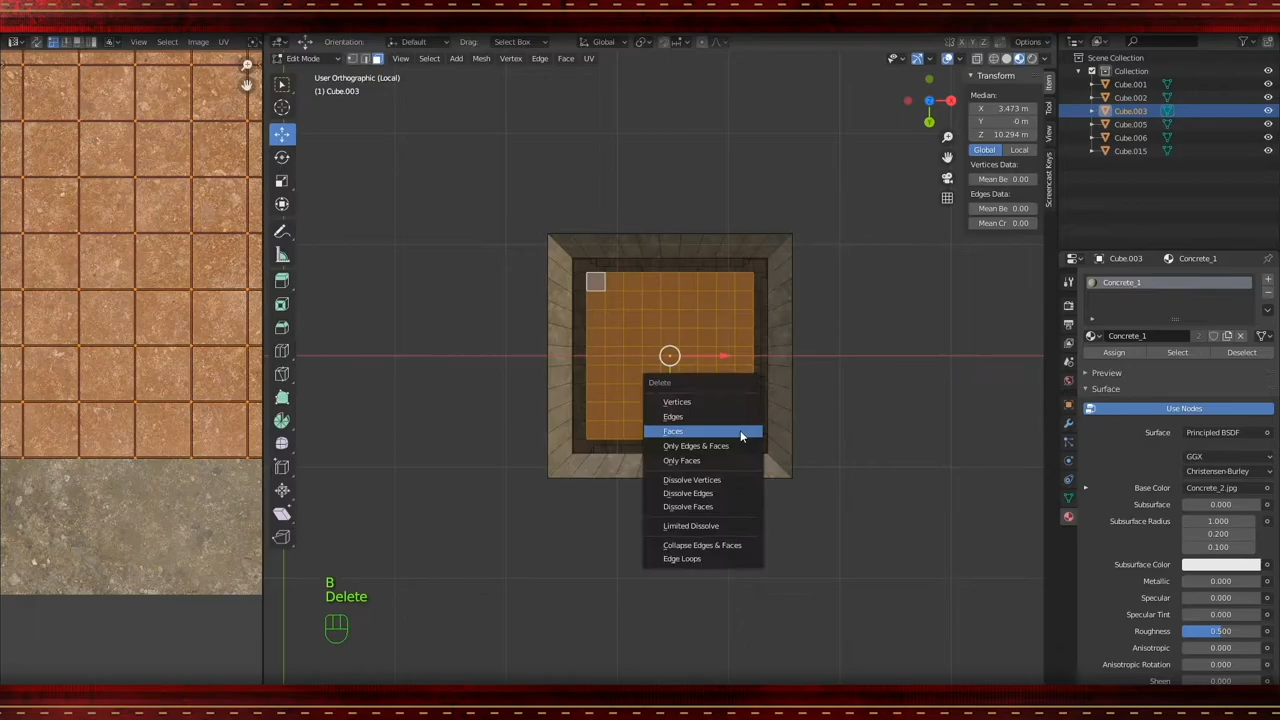 Orientation: Default Drag: Select Box Global Options
View Select Image UV
Edit Mode View Select Add Mesh Vertex Edge Face UV
User Orthographic (Local)
(1) Cube.003
X
Y
Transform
Median:
X 3.473 m
Y -0 m
Z 10.294 m
Global Local
Vertices Data:
Mean Be 0.00
Edges Data:
Mean Be 0.00
Mean Cr 0.00
Item
Tool
View
Screencast Keys
Scene Collection
Collection
Cube.001
Cube.002
Cube.003
Cube.005
Cube.006
Cube.015
Delete
Vertices
Edges
Faces
Only Edges & Faces
Only Faces
Dissolve Vertices
Dissolve Edges
Dissolve Faces
Limited Dissolve
Collapse Edges & Faces
Edge Loops
B
Delete
Cube.003 Concrete_1
Concrete_1
Concrete_1 2
Assign Select Deselect
Preview
Surface
Use Nodes
Surface: Principled BSDF
GGX
Christensen-Burley
Base Color Concrete_2.jpg
Subsurface 0.000
Subsurface Radius 1.000
0.200
0.100
Subsurface Color
Metallic 0.000
Specular 0.000
Specular Tint 0.000
Roughness 0.500
Anisotropic 0.000
Anisotropic Rotation 0.000
Sheen 0.000